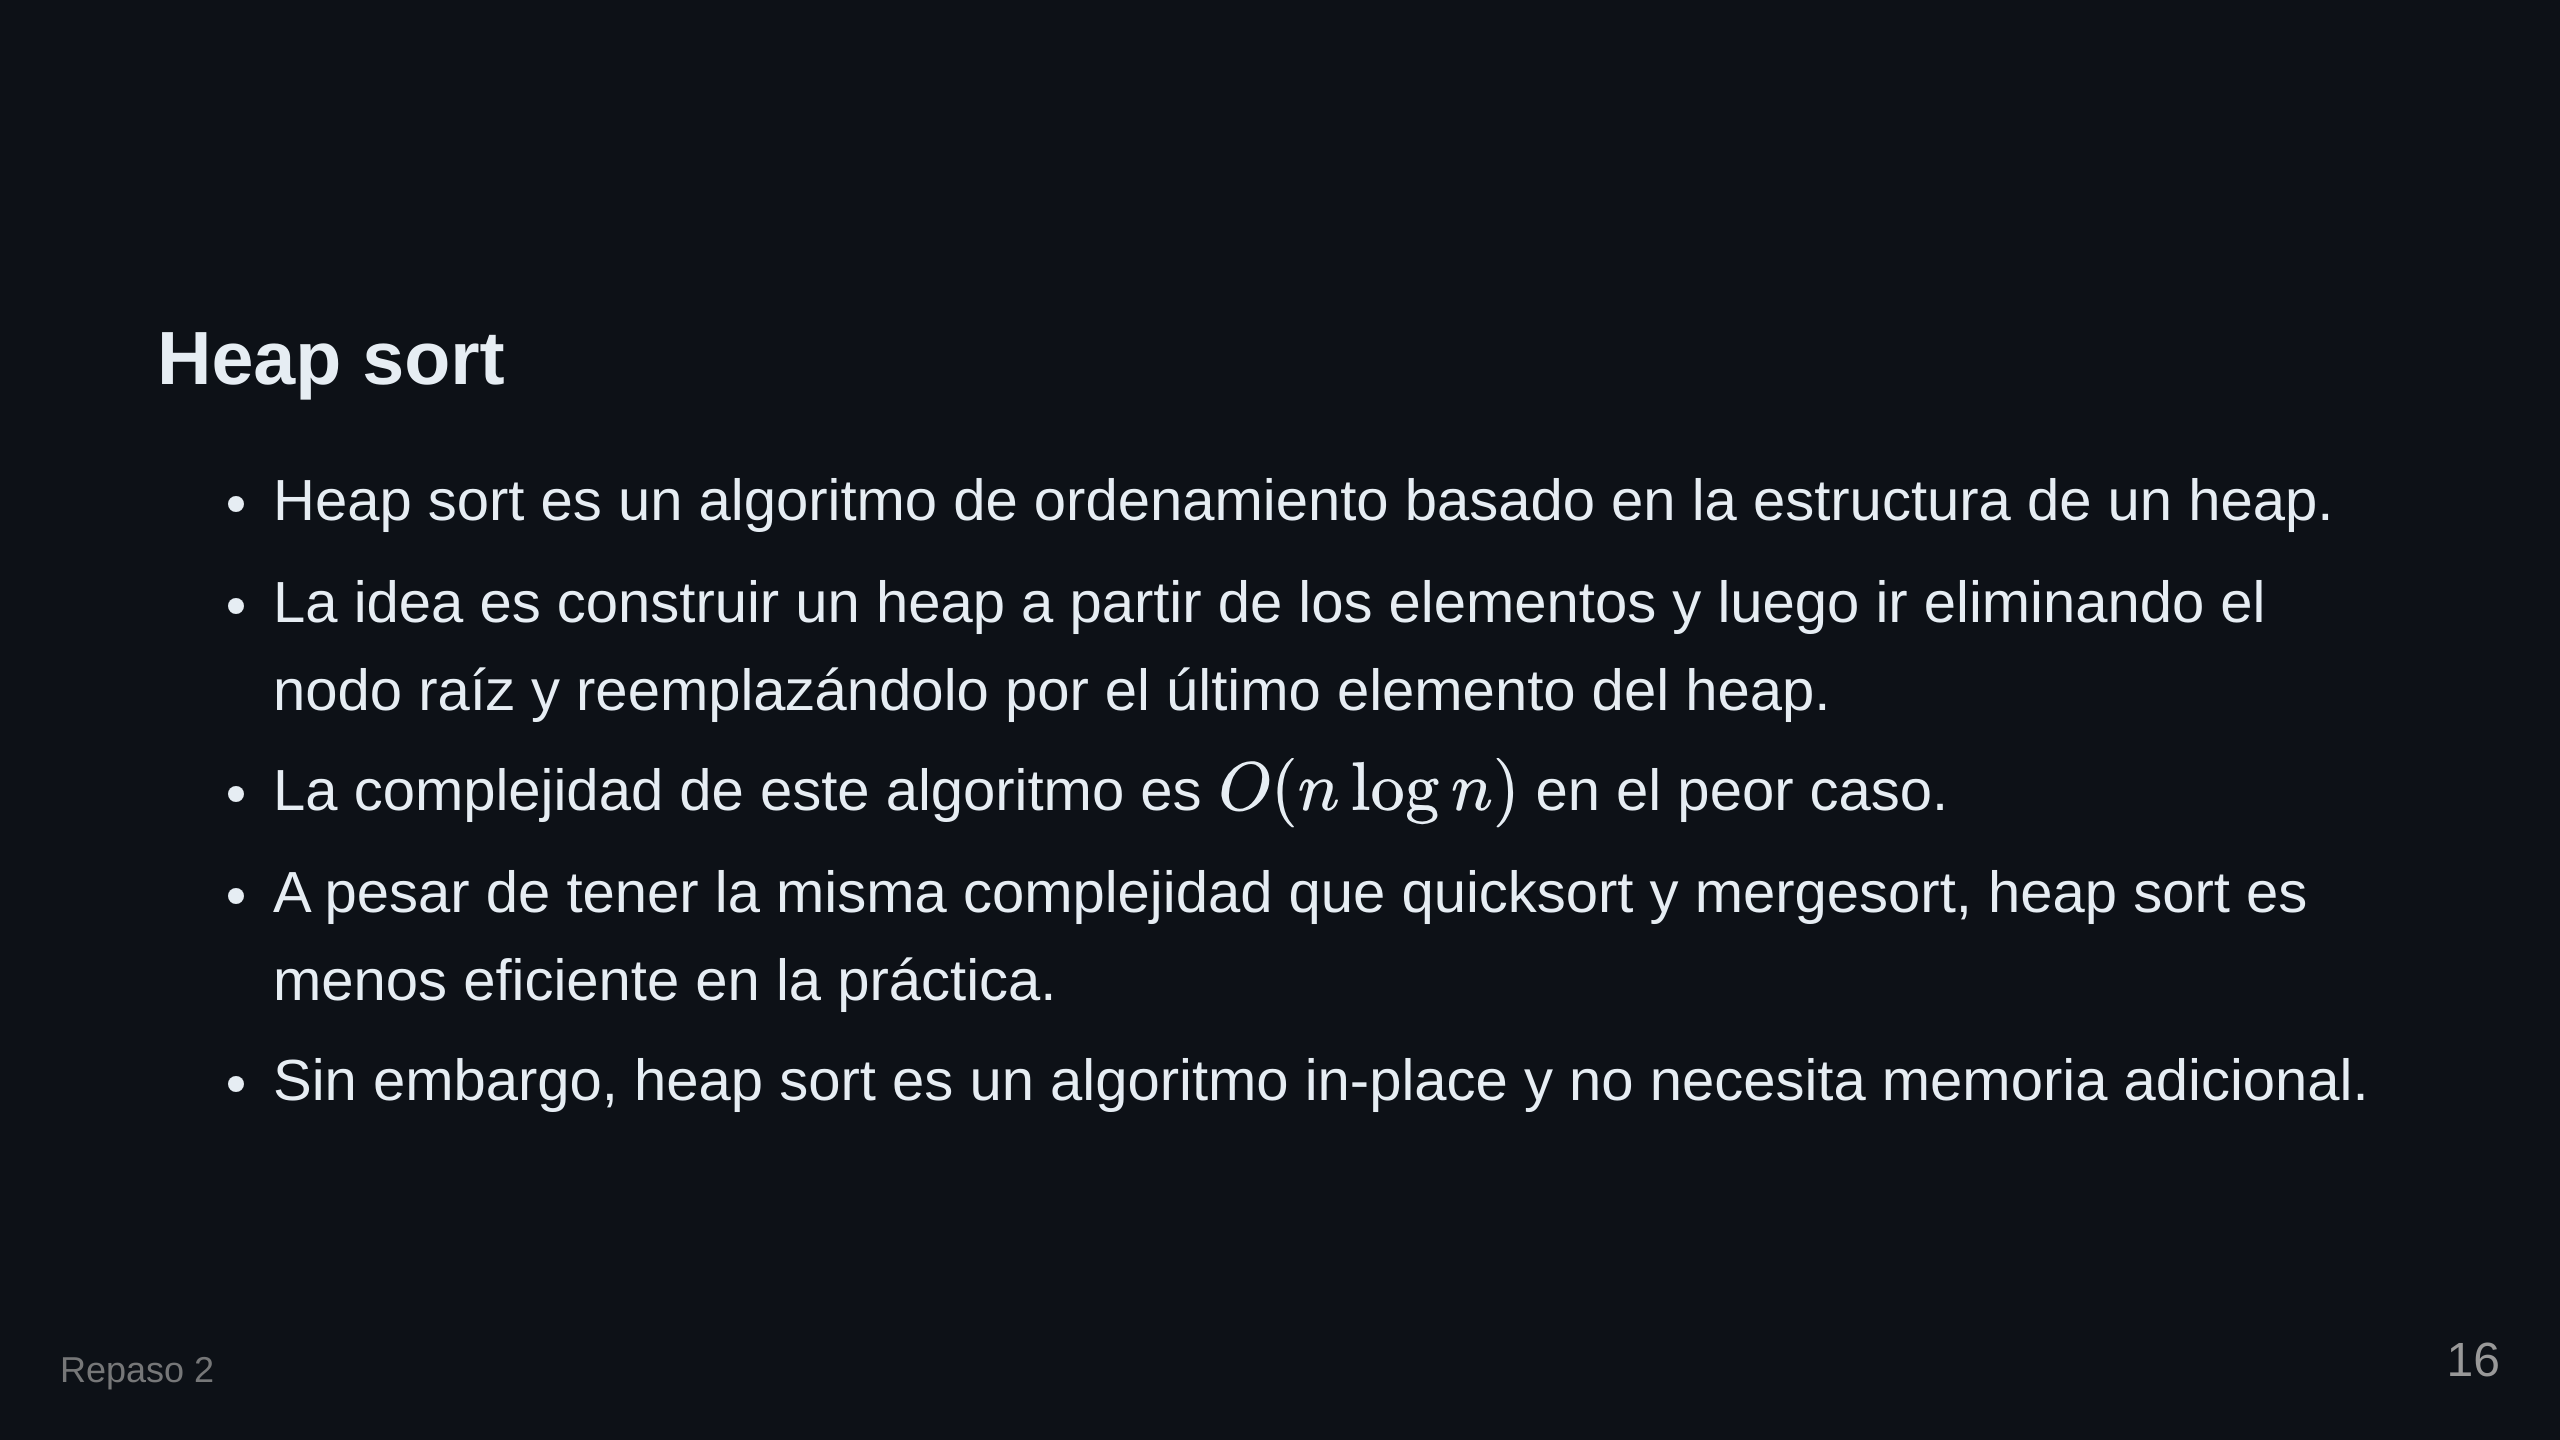 Heap sort
• Heap sort es un algoritmo de ordenamiento basado en la estructura de un heap.
• La idea es construir un heap a partir de los elementos y luego ir eliminando el
nodo raíz y reemplazándolo por el último elemento del heap.
• La complejidad de este algoritmo es O(n log n) en el peor caso.
• A pesar de tener la misma complejidad que quicksort y mergesort, heap sort es
menos eficiente en la práctica.
• Sin embargo, heap sort es un algoritmo in-place y no necesita memoria adicional.
Repaso 2
16